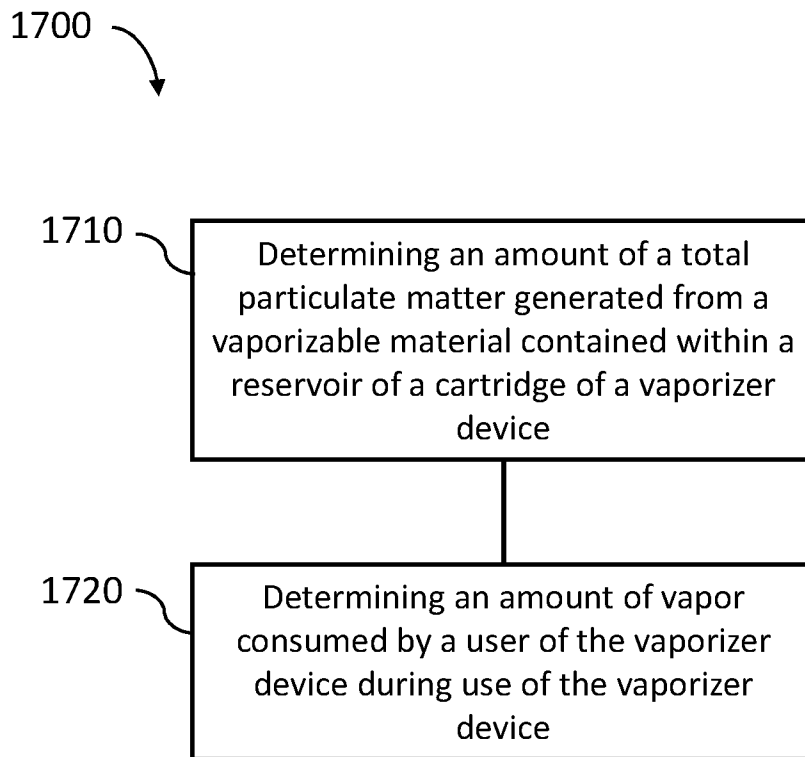 1700
1710
Determining an amount of a total
particulate matter generated from a
vaporizable material contained within a
reservoir of a cartridge of a vaporizer
device
1720
Determining an amount of vapor
consumed by a user of the vaporizer
device during use of the vaporizer
device